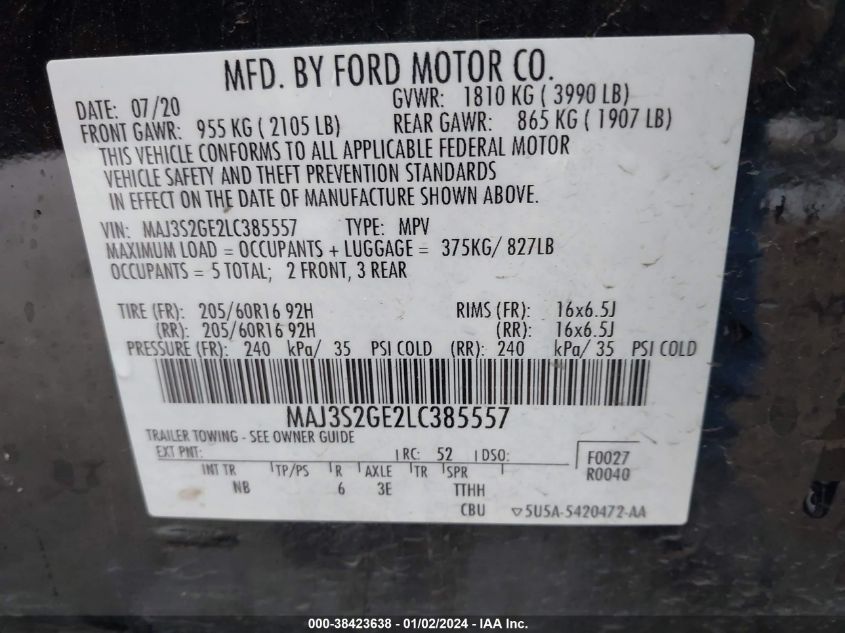 MFD. BY FORD MOTOR CO.
DATE: 07/20 GVWR: 1810 KG ( 3990 LB)
FRONT GAWR: 955 KG ( 2105 LB) REAR GAWR: 865 KG ( 1907 LB)
THIS VEHICLE CONFORMS TO ALL APPLICABLE FEDERAL MOTOR
VEHICLE SAFETY AND THEFT PREVENTION STANDARDS
IN EFFECT ON THE DATE OF MANUFACTURE SHOWN ABOVE.
VIN: MAJ3S2GE2LC385557 TYPE: MPV
MAXIMUM LOAD = OCCUPANTS + LUGGAGE = 375KG/ 827LB
OCCUPANTS = 5 TOTAL; 2 FRONT, 3 REAR
TIRE (FR): 205/60R16 92H RIMS (FR): 16x6.5J
(RR): 205/60R16 92H (RR): 16x6.5J
PRESSURE (FR): 240 kPa/ 35 PSI COLD (RR): 240 kPa/ 35 PSI COLD
MAJ3S2GE2LC385557
TRAILER TOWING - SEE OWNER GUIDE
EXT PNT: RC: 52 DSO: F0027
R0040
INT TR TP/PS R AXLE TR SPR
NB 6 3E TTHH
CBU ▽5U5A-5420472-AA
000-38423638 - 01/02/2024 - www.iaai.com